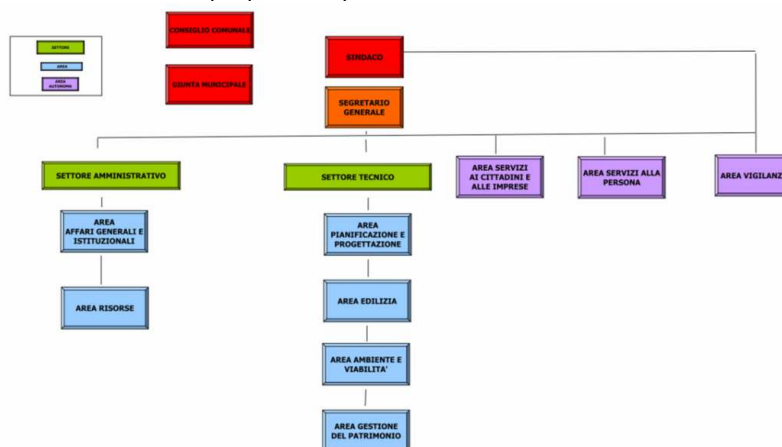 CONSIGLIO COMUNALE
SETTORE
AREA
AREA
AUTONOMA
SINDACO
GIUNTA MUNICIPALE
SEGRETARIO
GENERALE
SETTORE AMMINISTRATIVO
SETTORE TECNICO
AREA SERVIZI
AI CITTADINI E
ALLE IMPRESE
AREA SERVIZI ALLA
PERSONA
AREA VIGILANZ
AREA
AFFARI GENERALI E
ISTITUZIONALI
AREA
PIANIFICAZIONE E
PROGETTAZIONE
AREA RISORSE
AREA EDILIZIA
AREA AMBIENTE E
VIABILITA'
AREA GESTIONE
DEL PATRIMONIO